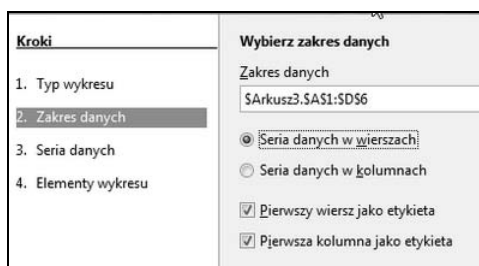 Kroki
1. Typ wykresu
2. Zakres danych
3. Seria danych
4. Elementy wykresu
Wybierz zakres danych
Zakres danych
$Arkusz3.$A$1:$D$6
Seria danych w wierszach
Seria danych w kolumnach
Pierwszy wiersz jako etykieta
Pierwsza kolumna jako etykieta